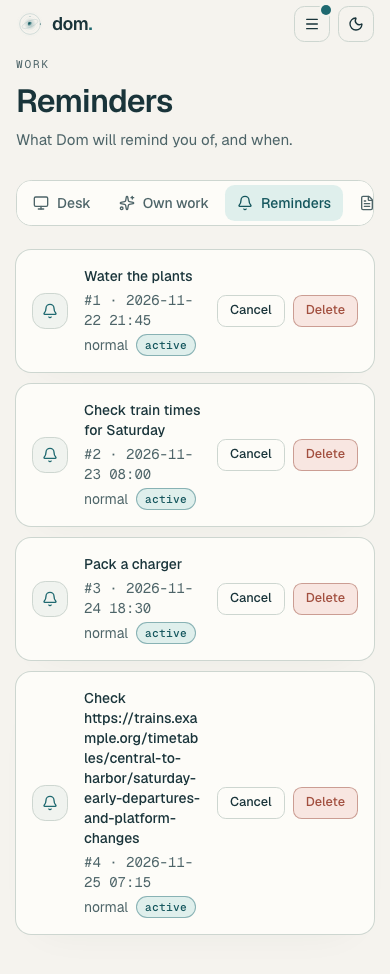 dom.
WORK
Reminders
What Dom will remind you of, and when.
Desk
Own work
Reminders
Water the plants
#1 · 2026-11-
22 21:45
normal active
Cancel
Delete
Check train times
for Saturday
#2 · 2026-11-
23 08:00
normal active
Cancel
Delete
Pack a charger
#3 · 2026-11-
24 18:30
normal active
Cancel
Delete
Check
https://trains.exa
mple.org/timetab
les/central-to-
harbor/saturday-
early-departures-
and-platform-
changes
#4 · 2026-11-
25 07:15
normal active
Cancel
Delete